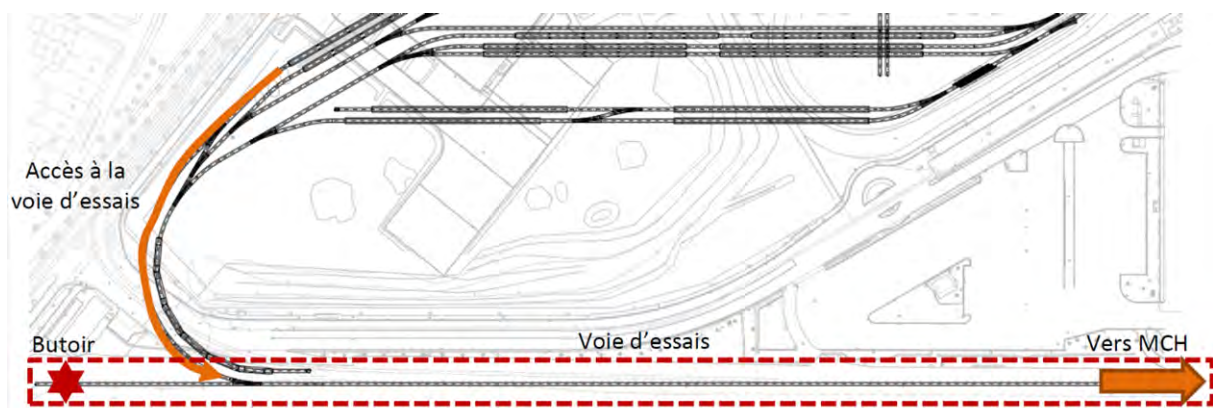 Accès à la
voie d'essais
Butoir
Voie d'essais
Vers MCH